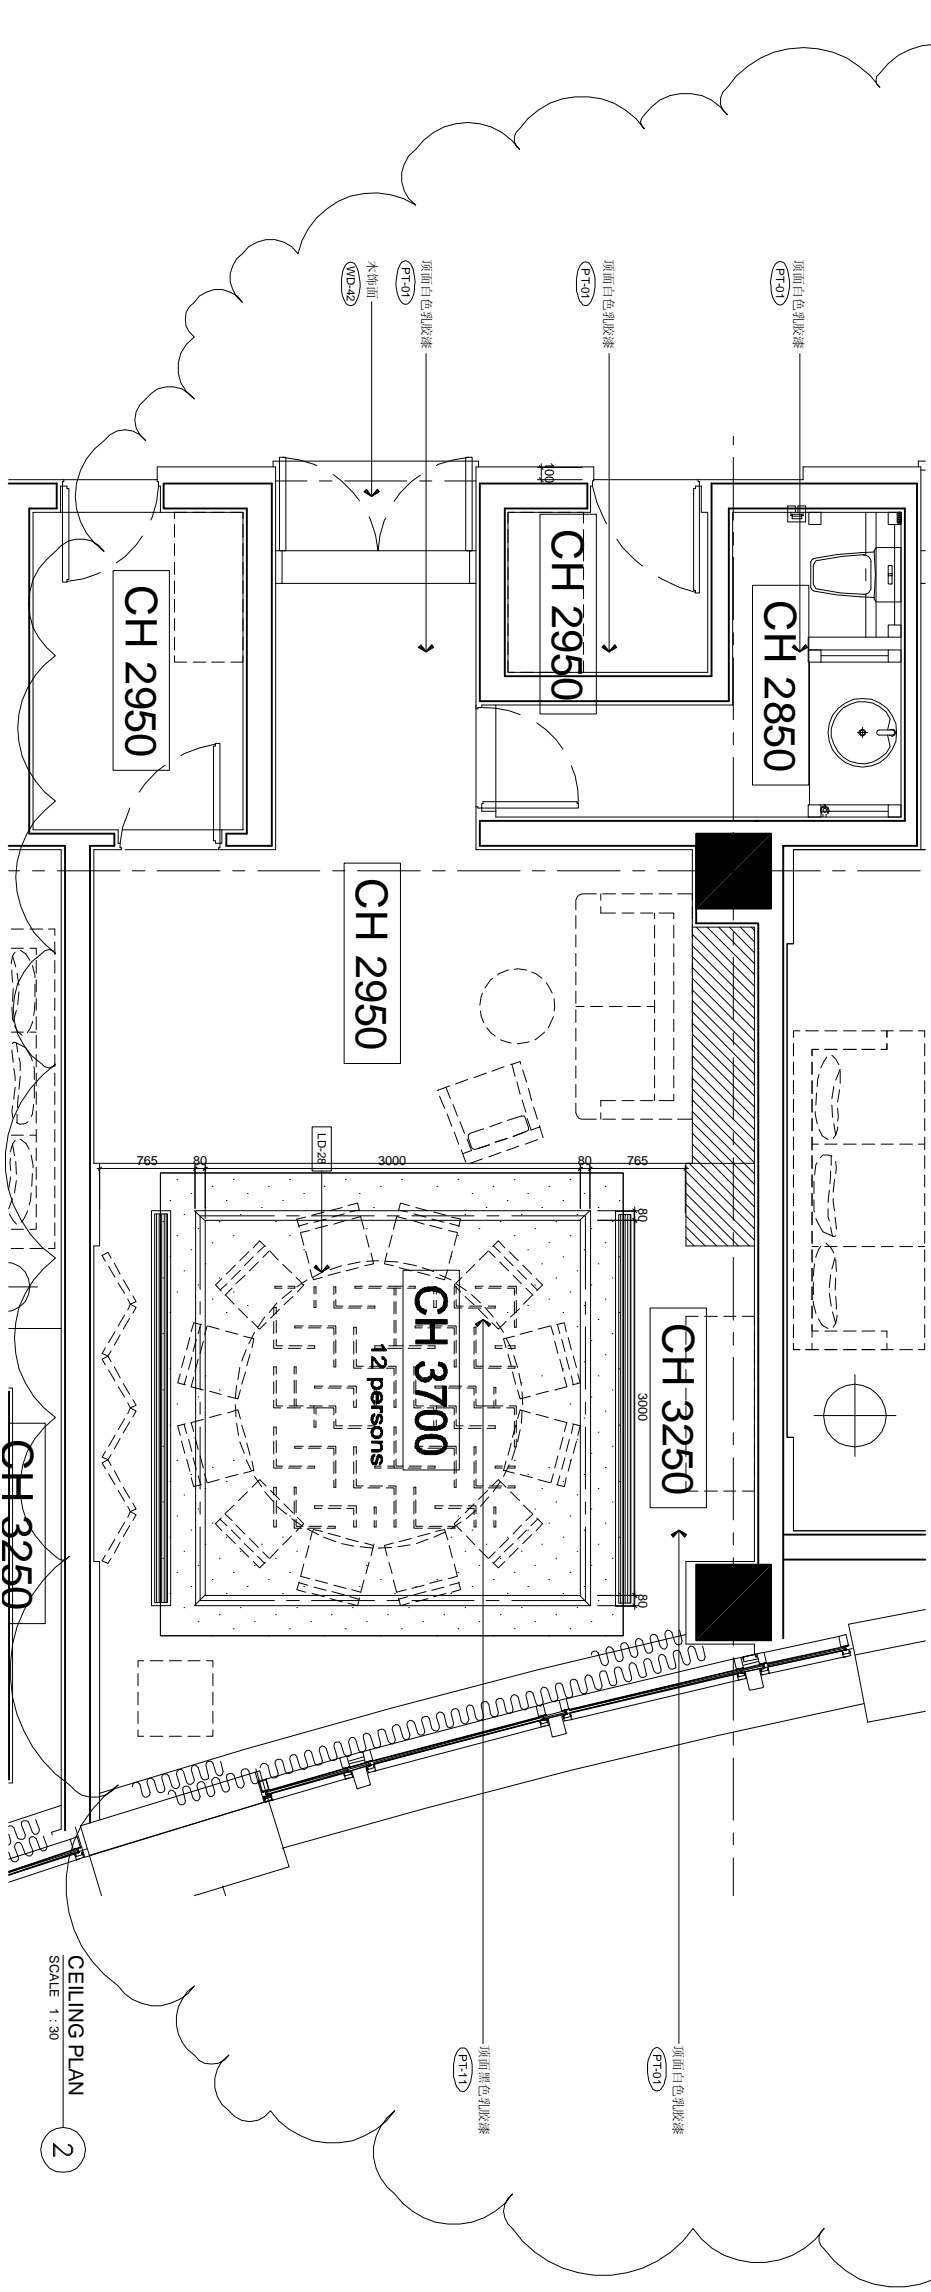 顶面白色乳胶漆
PT-01
顶面白色乳胶漆
PT-01
顶面白色乳胶漆
PT-01
木饰面
WD-42
100
CH 2850
CH 2950
CH 2950
CH 2950
765
80
3000
80
765
LD-28
80
3000
80
CH 3250
CH 3700
12 persons
CH 3250
顶面白色乳胶漆
PT-01
顶面黑色乳胶漆
PT-11
CEILING PLAN
SCALE 1 : 30
2